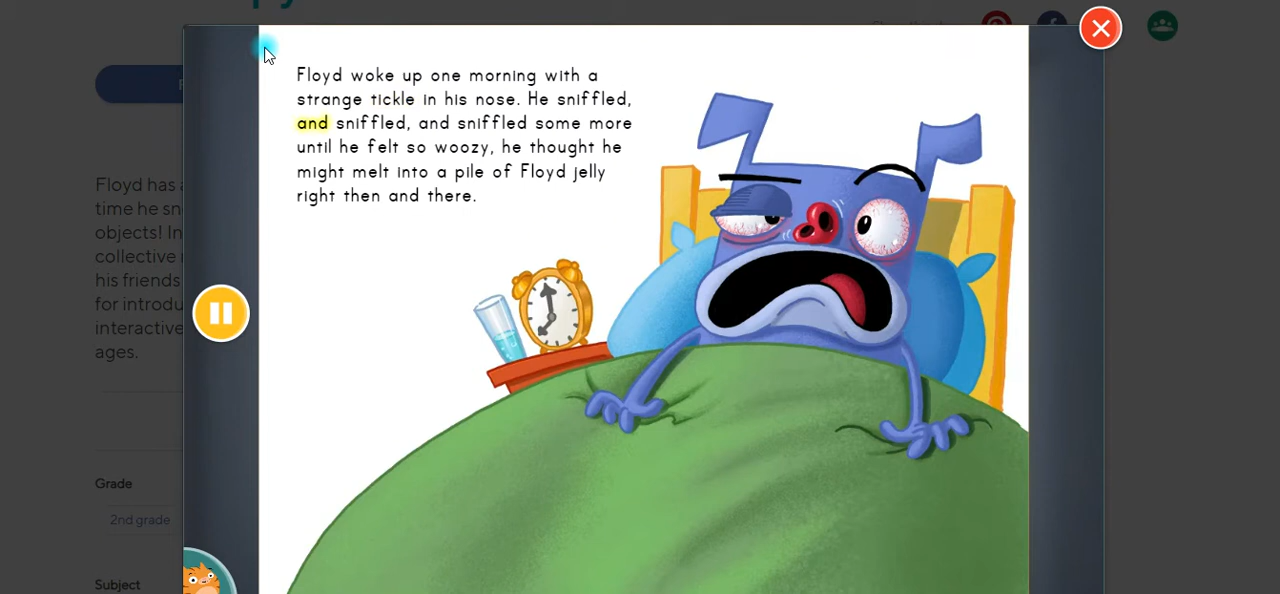 Floyd woke up one morning with a
strange tickle in his nose. He sniffled,
and sniffled, and sniffled some more
until he felt so woozy, he thought he
might melt into a pile of Floyd jelly
right then and there.
Floyd has
time he
objects! In
collective
his friends
for introdu
interactive
ages.
Grade
2nd grade
Subject